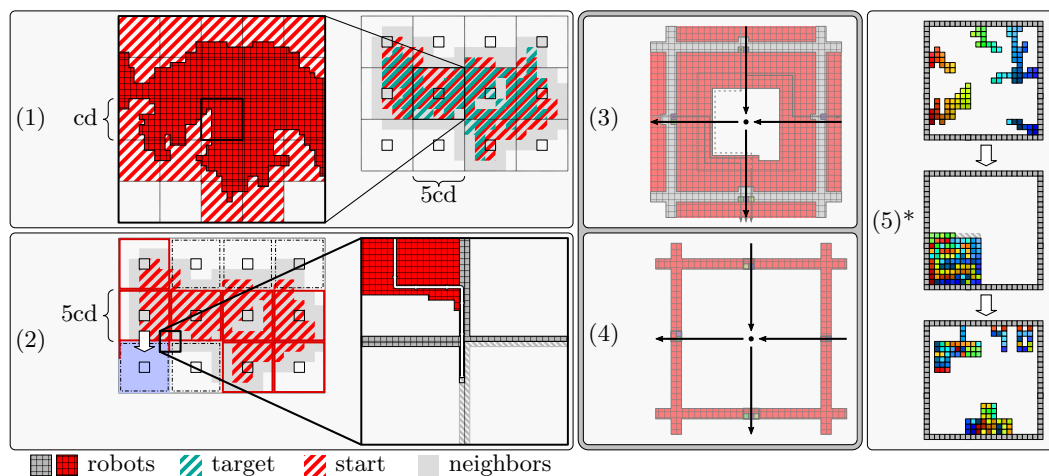 (1)
cd
5cd
(2)
5cd
(3)
(4)
(5)*
robots target start neighbors